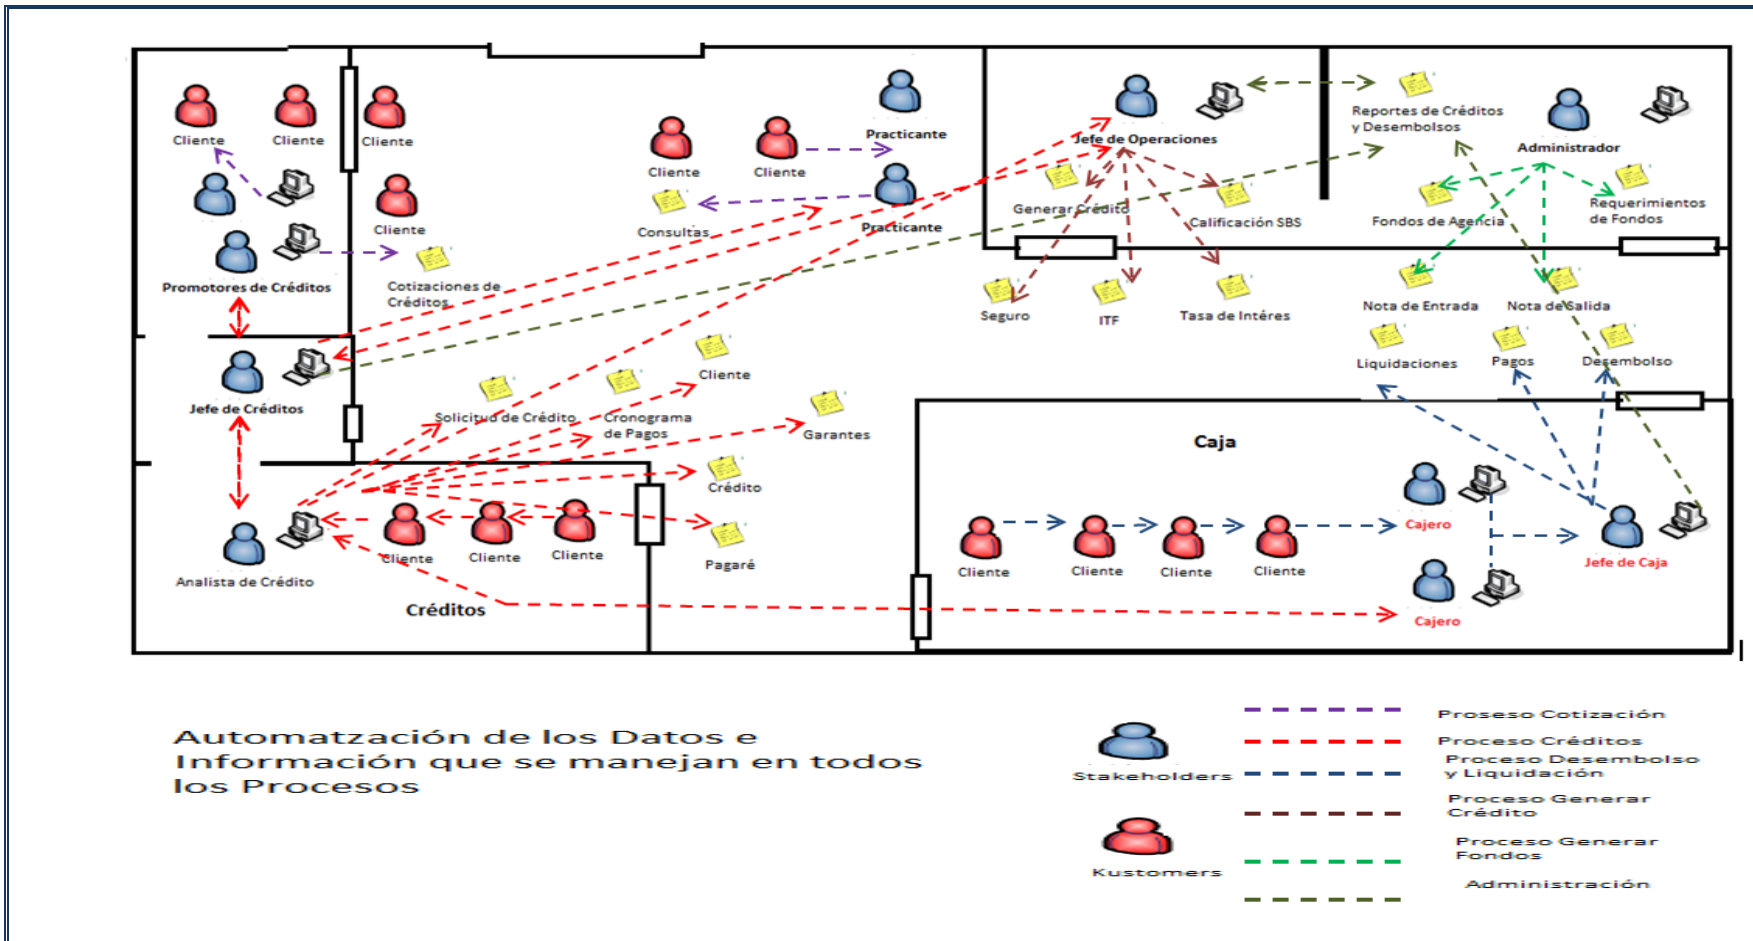 Cliente
Cliente
Cliente
Practicante
Cliente
Cliente
Jefe de Operaciones
Reportes de Créditos
y Desembolsos
Administrador
Cliente
Consultas
Practicante
Generar Crédito
Calificación SBS
Fondos de Agencia
Requerimientos
de Fondos
Promotores de Créditos
Cotizaciones de
Créditos
Seguro
ITF
Tasa de Intéres
Nota de Entrada
Nota de Salida
Liquidaciones
Pagos
Desembolso
Jefe de Créditos
Cliente
Solicitud de Crédito
Cronograma
de Pagos
Garantes
Caja
Crédito
Analista de Crédito
Cliente
Cliente
Cliente
Pagaré
Créditos
Cliente
Cliente
Cliente
Cliente
Cajero
Cajero
Jefe de Caja
Automatzación de los Datos e
Información que se manejan en todos
los Procesos
Stakeholders
Kustomers
Proseso Cotización
Proceso Créditos
Proceso Desembolso
y Liquidación
Proceso Generar
Crédito
Proceso Generar
Fondos
Administración